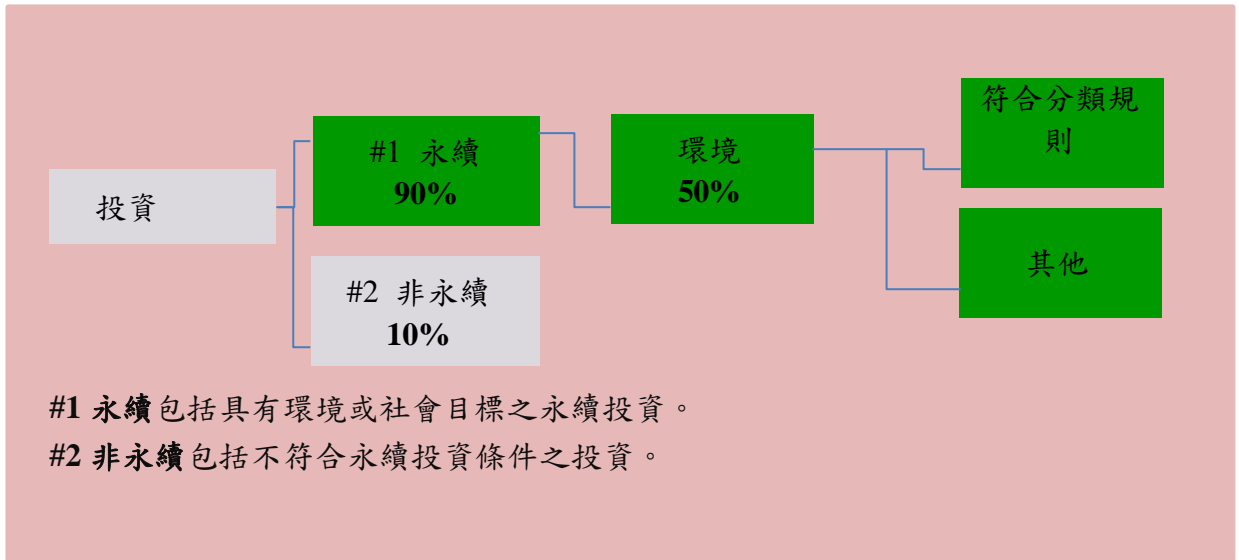 投資
#1 永續
90%
#2 非永續
10%
環境
50%
符合分類規
則
其他
#1 永續包括具有環境或社會目標之永續投資。
#2 非永續包括不符合永續投資條件之投資。